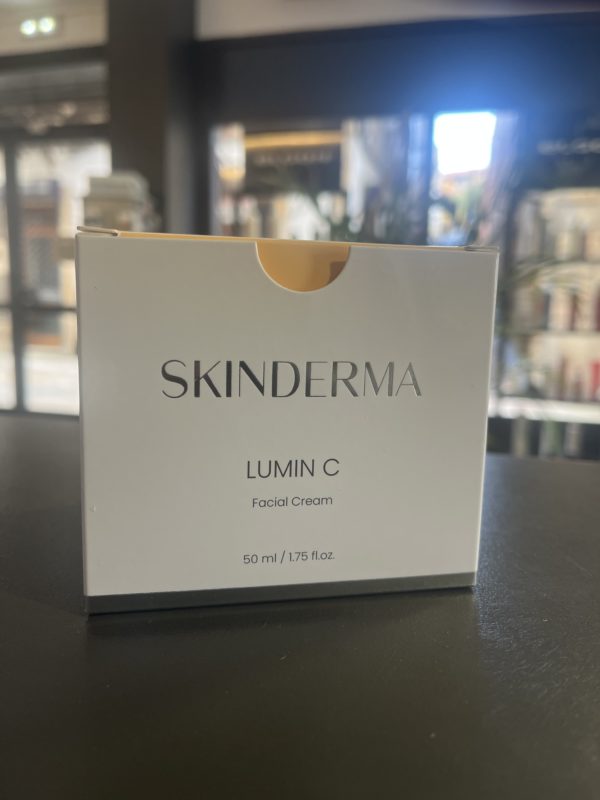 SKINDERMA
LUMIN C
Facial Cream
50 ml / 1.75 fl.oz.